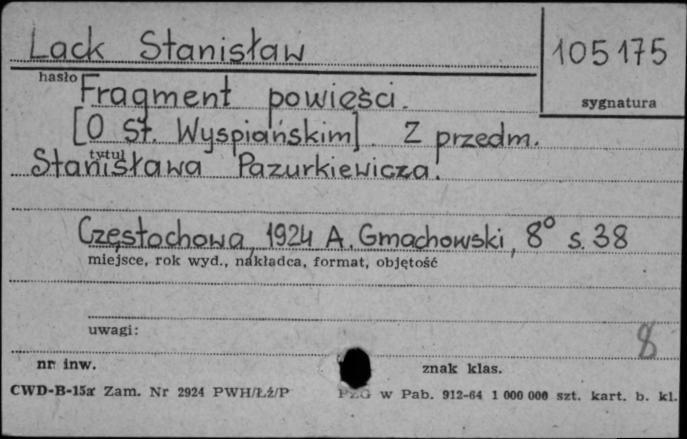 Lack Stanisław
105175
hasło
sygnatura
Fragment powieści.
[O St. Wyspiańskim]. Z przedm.
tytuł
Stanisława Pazurkiewicza.
Częstochowa, 1924 A. Gmachowski, 8° s. 38
miejsce, rok wyd., nakładca, format, objętość
uwagi:
8
nr inw.
znak klas.
CWD-B-15a Zam. Nr 2924 PWH/Łź/P
PZG w Pab. 912-64 1 000 000 szt. kart. b. kl.